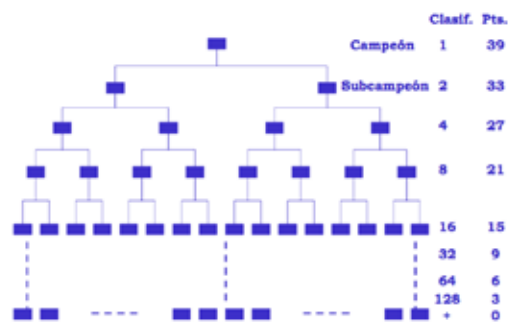 Clasif. Pts.
Campeón 1 39
Subcampeón 2 33
4 27
8 21
16 15
32 9
64 6
128 3
+ 0